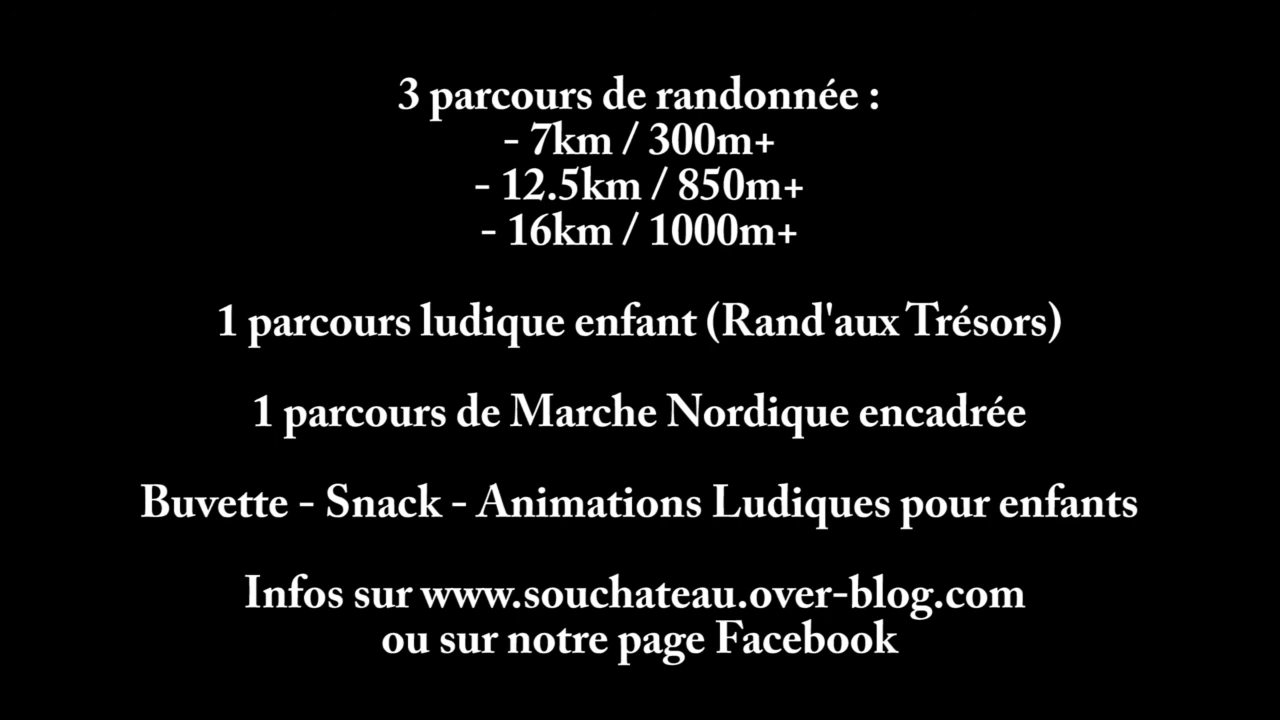 3 parcours de randonnée :
- 7km / 300m+
- 12.5km / 850m+
- 16km / 1000m+
1 parcours ludique enfant (Rand'aux Trésors)
1 parcours de Marche Nordique encadrée
Buvette - Snack - Animations Ludiques pour enfants
Infos sur www.souchateau.over-blog.com
ou sur notre page Facebook